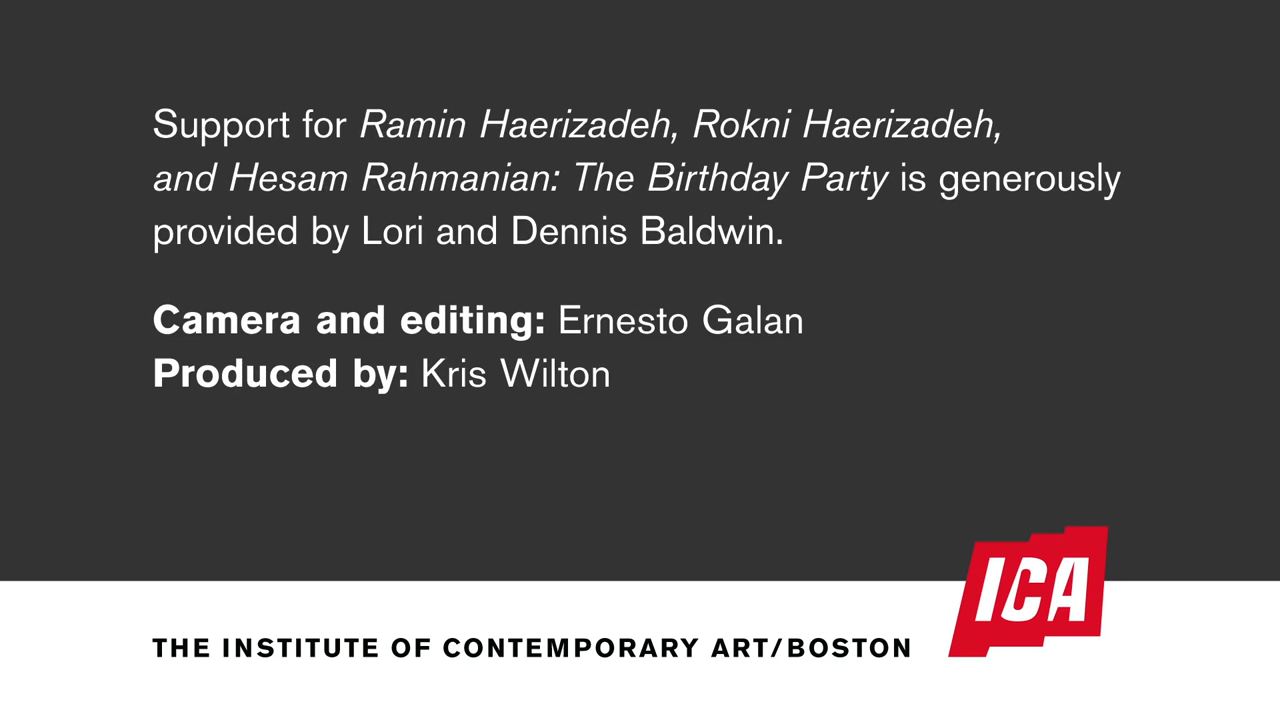 Support for Ramin Haerizadeh, Rokni Haerizadeh,
and Hesam Rahmanian: The Birthday Party is generously
provided by Lori and Dennis Baldwin.
Camera and editing: Ernesto Galan
Produced by: Kris Wilton
THE INSTITUTE OF CONTEMPORARY ART/BOSTON
ICA